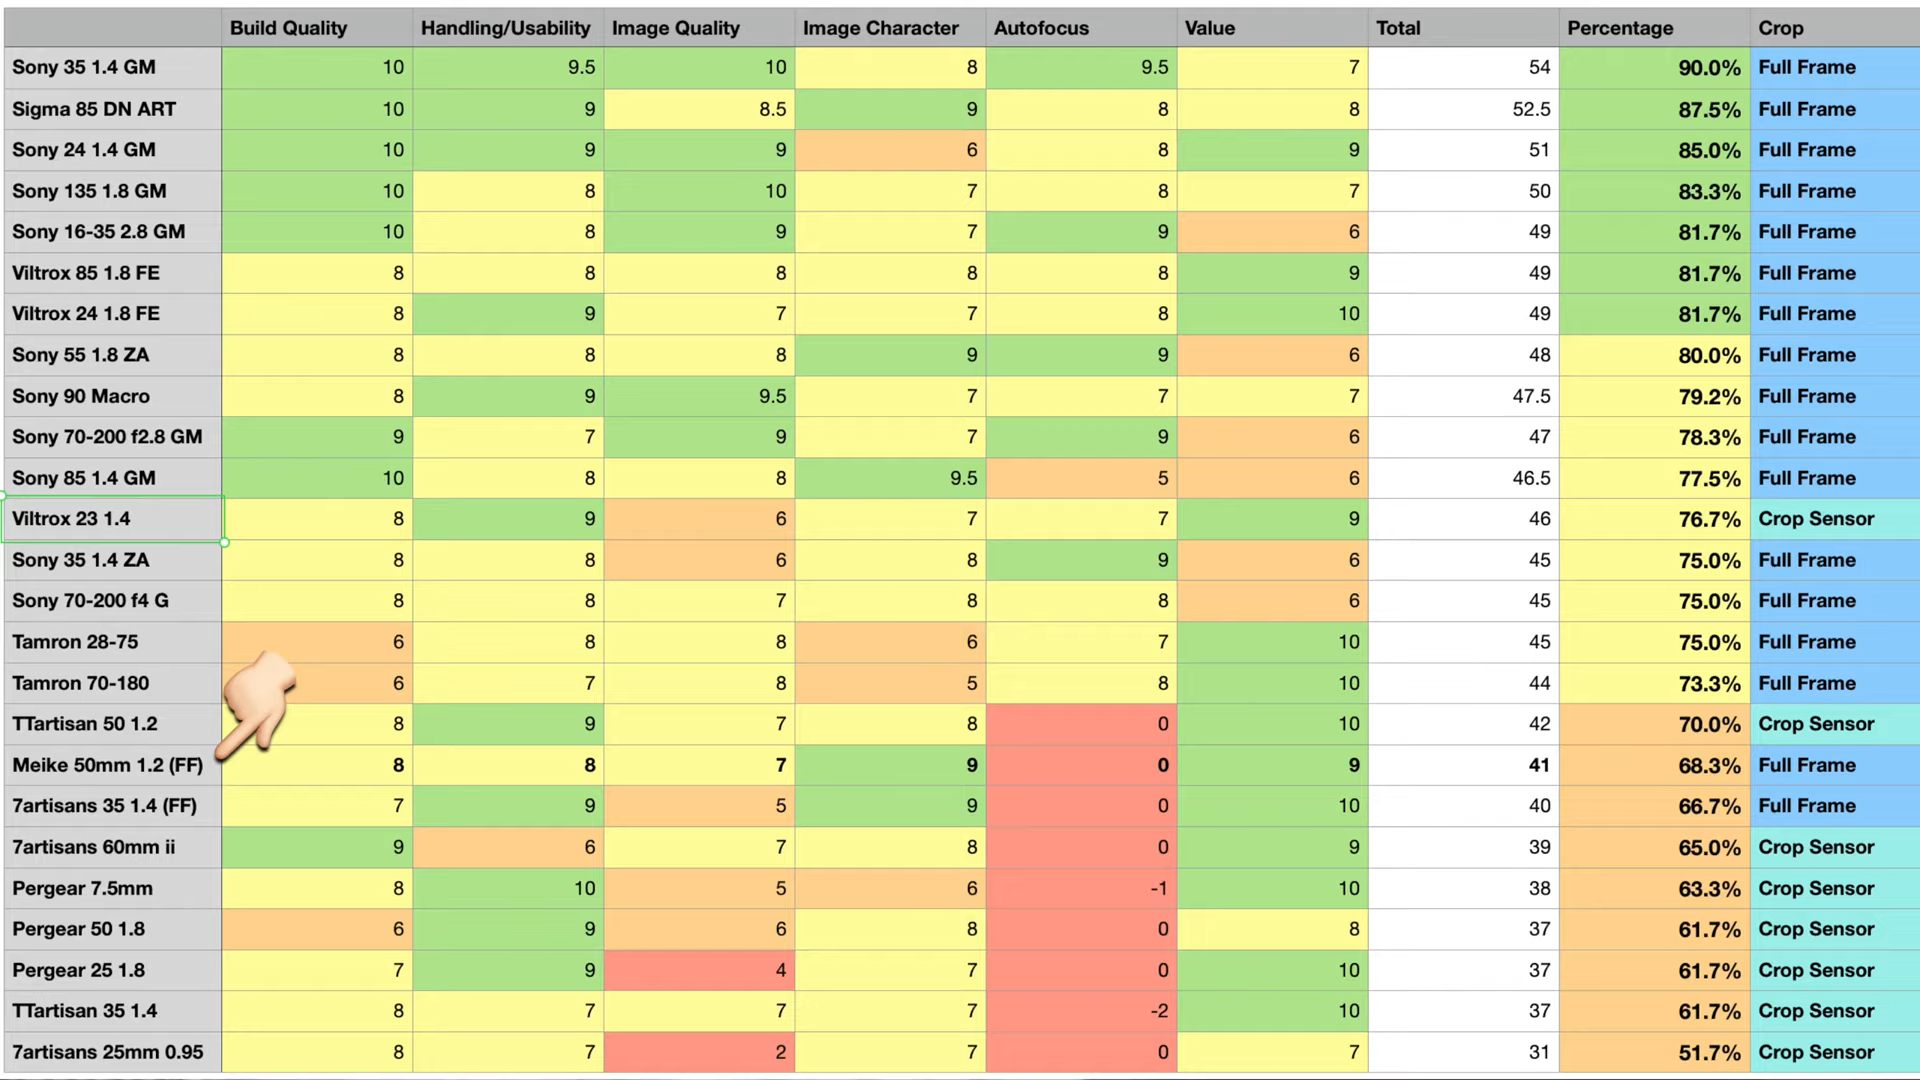 Build Quality Handling/Usability Image Quality Image Character Autofocus Value Total Percentage Crop
Sony 35 1.4 GM 10 9.5 10 8 9.5 7 54 90.0% Full Frame
Sigma 85 DN ART 10 9 8.5 9 8 8 52.5 87.5% Full Frame
Sony 24 1.4 GM 10 9 9 6 8 9 51 85.0% Full Frame
Sony 135 1.8 GM 10 8 10 7 8 7 50 83.3% Full Frame
Sony 16-35 2.8 GM 10 8 9 7 9 6 49 81.7% Full Frame
Viltrox 85 1.8 FE 8 8 8 8 8 9 49 81.7% Full Frame
Viltrox 24 1.8 FE 8 9 7 7 8 10 49 81.7% Full Frame
Sony 55 1.8 ZA 8 8 8 9 9 6 48 80.0% Full Frame
Sony 90 Macro 8 9 9.5 7 7 7 47.5 79.2% Full Frame
Sony 70-200 f2.8 GM 9 7 9 7 9 6 47 78.3% Full Frame
Sony 85 1.4 GM 10 8 8 9.5 5 6 46.5 77.5% Full Frame
Viltrox 23 1.4 8 9 6 7 7 9 46 76.7% Crop Sensor
Sony 35 1.4 ZA 8 8 6 8 9 6 45 75.0% Full Frame
Sony 70-200 f4 G 8 8 7 8 8 6 45 75.0% Full Frame
Tamron 28-75 6 8 8 6 7 10 45 75.0% Full Frame
Tamron 70-180 6 7 8 5 8 10 44 73.3% Full Frame
TTartisan 50 1.2 8 9 7 8 0 10 42 70.0% Crop Sensor
Meike 50mm 1.2 (FF) 8 8 7 9 0 9 41 68.3% Full Frame
7artisans 35 1.4 (FF) 7 9 5 9 0 10 40 66.7% Full Frame
7artisans 60mm ii 9 6 7 8 0 9 39 65.0% Crop Sensor
Pergear 7.5mm 8 10 5 6 -1 10 38 63.3% Crop Sensor
Pergear 50 1.8 6 9 6 8 0 8 37 61.7% Crop Sensor
Pergear 25 1.8 7 9 4 7 0 10 37 61.7% Crop Sensor
TTartisan 35 1.4 8 7 7 7 -2 10 37 61.7% Crop Sensor
7artisans 25mm 0.95 8 7 2 7 0 7 31 51.7% Crop Sensor